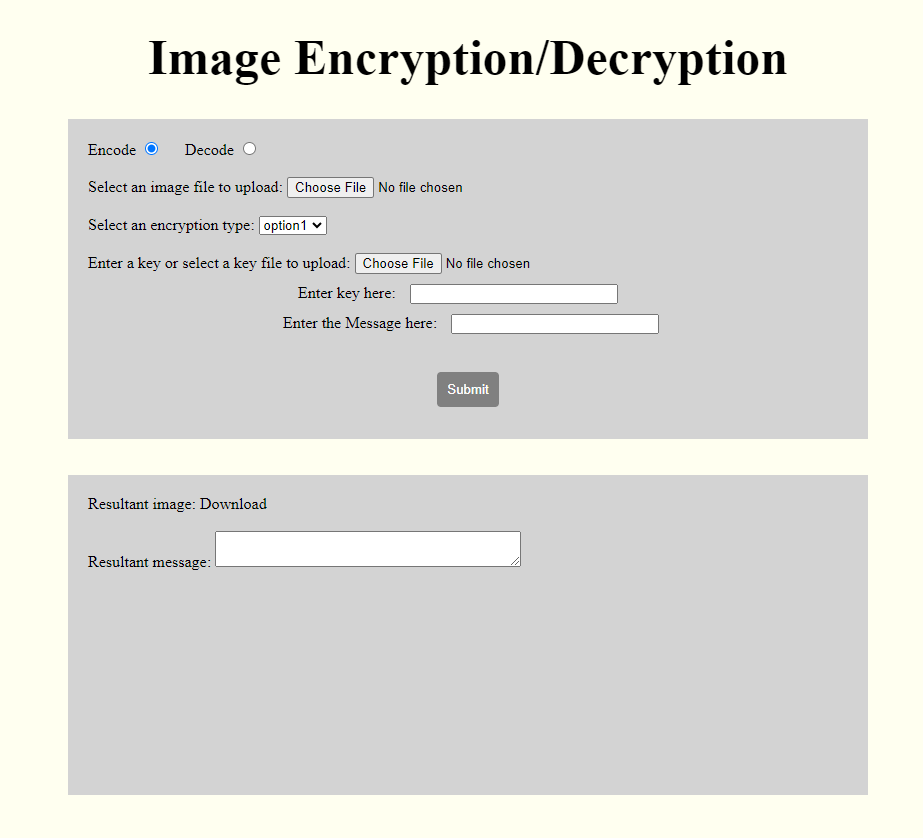 Image Encryption/Decryption
Encode Decode
Select an image file to upload: Choose File No file chosen
Select an encryption type: option1
Enter a key or select a key file to upload: Choose File No file chosen
Enter key here:
Enter the Message here:
Submit
Resultant image: Download
Resultant message: